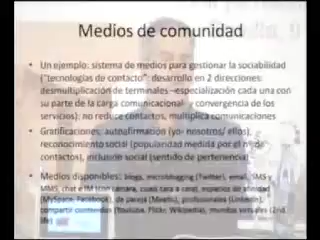 Medios de comunidad
• Un ejemplo: sistema de medios para gestionar la sociabilidad
("tecnologías de contacto": desarrollo en 2 direcciones:
desmultiplicación de terminales –especialización cada una con
su parte de la carga comunicacional - convergencia de los
servicios); no reduce contactos, multiplica comunicaciones
• Gratificaciones: autoafirmación (yo- nosotros/ ellos),
reconocimiento social (popularidad medida por el nº de
contactos), inclusión social (sentido de pertenencia)
• Medios disponibles: blogs, microblogging (Twitter), email, SMS y
MMS, chat e IM (con cámara, cuasi cara a cara), espacios de afinidad
(MySpace, Facebook), de pareja (Meetic), profesionales (LinkedIn),
compartir contenidos (Youtube, Flickr, Wikipedia), mundos versales (2nd
life)